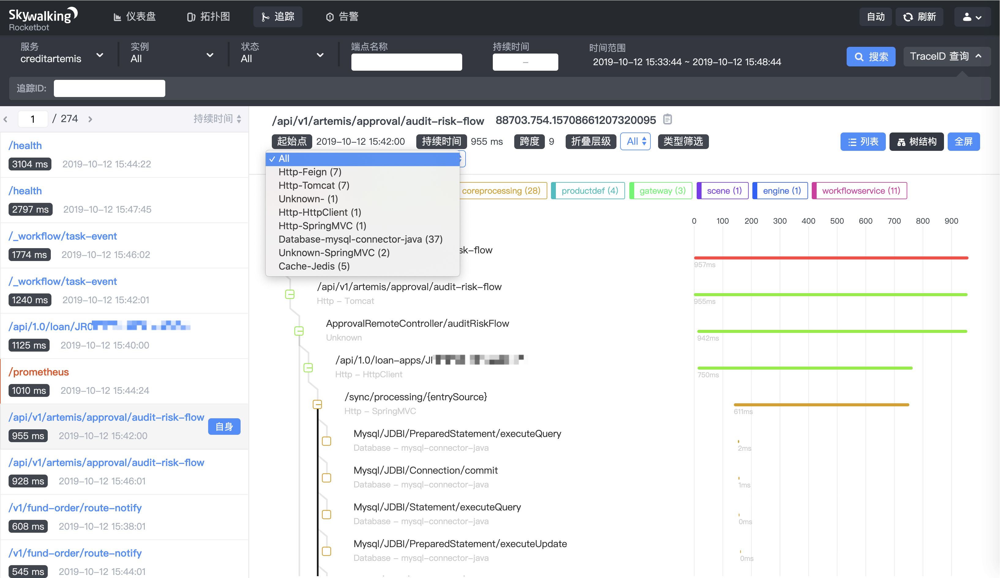 Skywalking
Rocketbot
仪表盘
拓扑图
追踪
告警
自动
刷新
服务
creditartemis
实例
All
状态
All
端点名称
持续时间
–
时间范围
2019–10–12 15:33:44 ~ 2019–10–12 15:48:44
搜索
TraceID 查询
追踪ID:
1 / 274
持续时间
/health
3104 ms 2019–10–12 15:44:22
/health
2797 ms 2019–10–12 15:47:45
/_workflow/task–event
1774 ms 2019–10–12 15:46:02
/_workflow/task–event
1240 ms 2019–10–12 15:42:01
/api/1.0/loan/JR0
1125 ms 2019–10–12 15:40:00
/prometheus
1010 ms 2019–10–12 15:44:24
/api/v1/artemis/approval/audit–risk–flow
自身
955 ms 2019–10–12 15:42:00
/api/v1/artemis/approval/audit–risk–flow
928 ms 2019–10–12 15:46:01
/v1/fund–order/route–notify
608 ms 2019–10–12 15:38:01
/v1/fund–order/route–notify
545 ms 2019–10–12 15:44:01
/api/v1/artemis/approval/audit–risk–flow 88703.754.15708661207320095
起始点 2019–10–12 15:42:00 持续时间 955 ms 跨度 9 折叠层级 All 类型筛选
列表 树结构 全屏
✓ All
Http-Feign (7)
Http-Tomcat (7)
Unknown- (1)
Http-HttpClient (1)
Http-SpringMVC (1)
Database-mysql-connector-java (37)
Unknown-SpringMVC (2)
Cache-Jedis (5)
coreprocessing (28) productdef (4) gateway (3) scene (1) engine (1) workflowservice (11)
0 100 200 300 400 500 600 700 800 900
sk–flow
957ms
/api/v1/artemis/approval/audit–risk–flow
Http – Tomcat
955ms
ApprovalRemoteController/auditRiskFlow
Unknown
942ms
/api/1.0/loan–apps/
Http – HttpClient
750ms
/sync/processing/{entrySource}
Http – SpringMVC
611ms
Mysql/JDBI/PreparedStatement/executeQuery
Database – mysql–connector–java
2ms
Mysql/JDBI/Connection/commit
Database – mysql–connector–java
1ms
Mysql/JDBI/Statement/executeQuery
Database – mysql–connector–java
0ms
Mysql/JDBI/PreparedStatement/executeUpdate
Database – mysql–connector–java
0ms